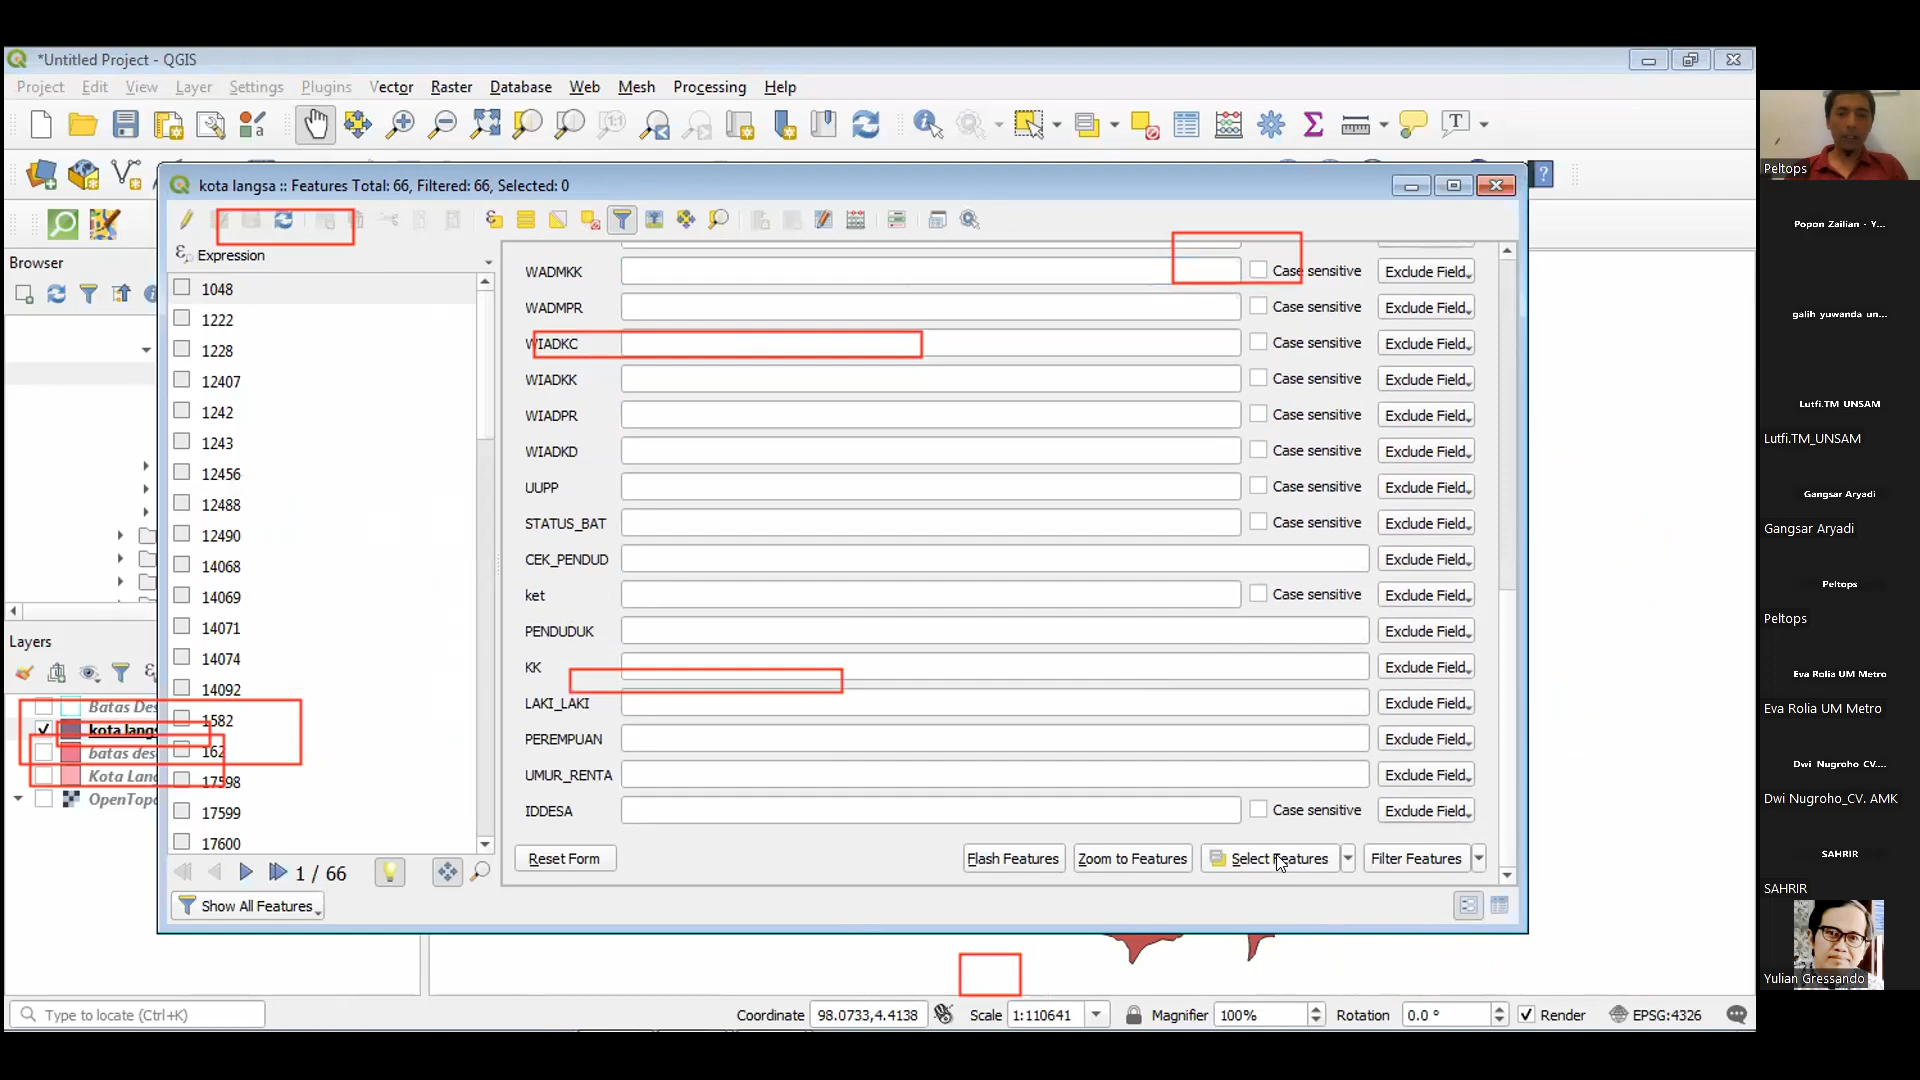 *Untitled Project - QGIS
Project Edit View Layer Settings Plugins Vector Raster Database Web Mesh Processing Help
kota langsa :: Features Total: 66, Filtered: 66, Selected: 0
Browser
Expression
1048
1222
1228
12407
1242
1243
12456
12488
12490
14068
14069
14071
14074
14092
1582
162
17598
17599
17600
WADMKK Case sensitive Exclude Field
WADMPR Case sensitive Exclude Field
WIADKC Case sensitive Exclude Field
WIADKK Case sensitive Exclude Field
WIADPR Case sensitive Exclude Field
WIADKD Case sensitive Exclude Field
UUPP Case sensitive Exclude Field
STATUS_BAT Case sensitive Exclude Field
CEK_PENDUD Exclude Field
ket Case sensitive Exclude Field
PENDUDUK Exclude Field
KK Exclude Field
LAKI_LAKI Exclude Field
PEREMPUAN Exclude Field
UMUR_RENTA Exclude Field
IDDESA Case sensitive Exclude Field
Reset Form Flash Features Zoom to Features Select Features Filter Features
1 / 66
Show All Features
Layers
Batas Des
kota langs
batas des
Kota Lang
OpenTopo
Type to locate (Ctrl+K) Coordinate 98.0733,4.4138 Scale 1:110641 Magnifier 100% Rotation 0.0 ° Render EPSG:4326
Peltops
Popon Zailian - Y...
galih yuwanda un...
Lutfi.TM UNSAM
Lutfi.TM_UNSAM
Gangsar Aryadi
Gangsar Aryadi
Peltops
Peltops
Eva Rolia UM Metro
Eva Rolia UM Metro
Dwi Nugroho_CV....
Dwi Nugroho_CV. AMK
SAHRIR
SAHRIR
Yulian Gressando